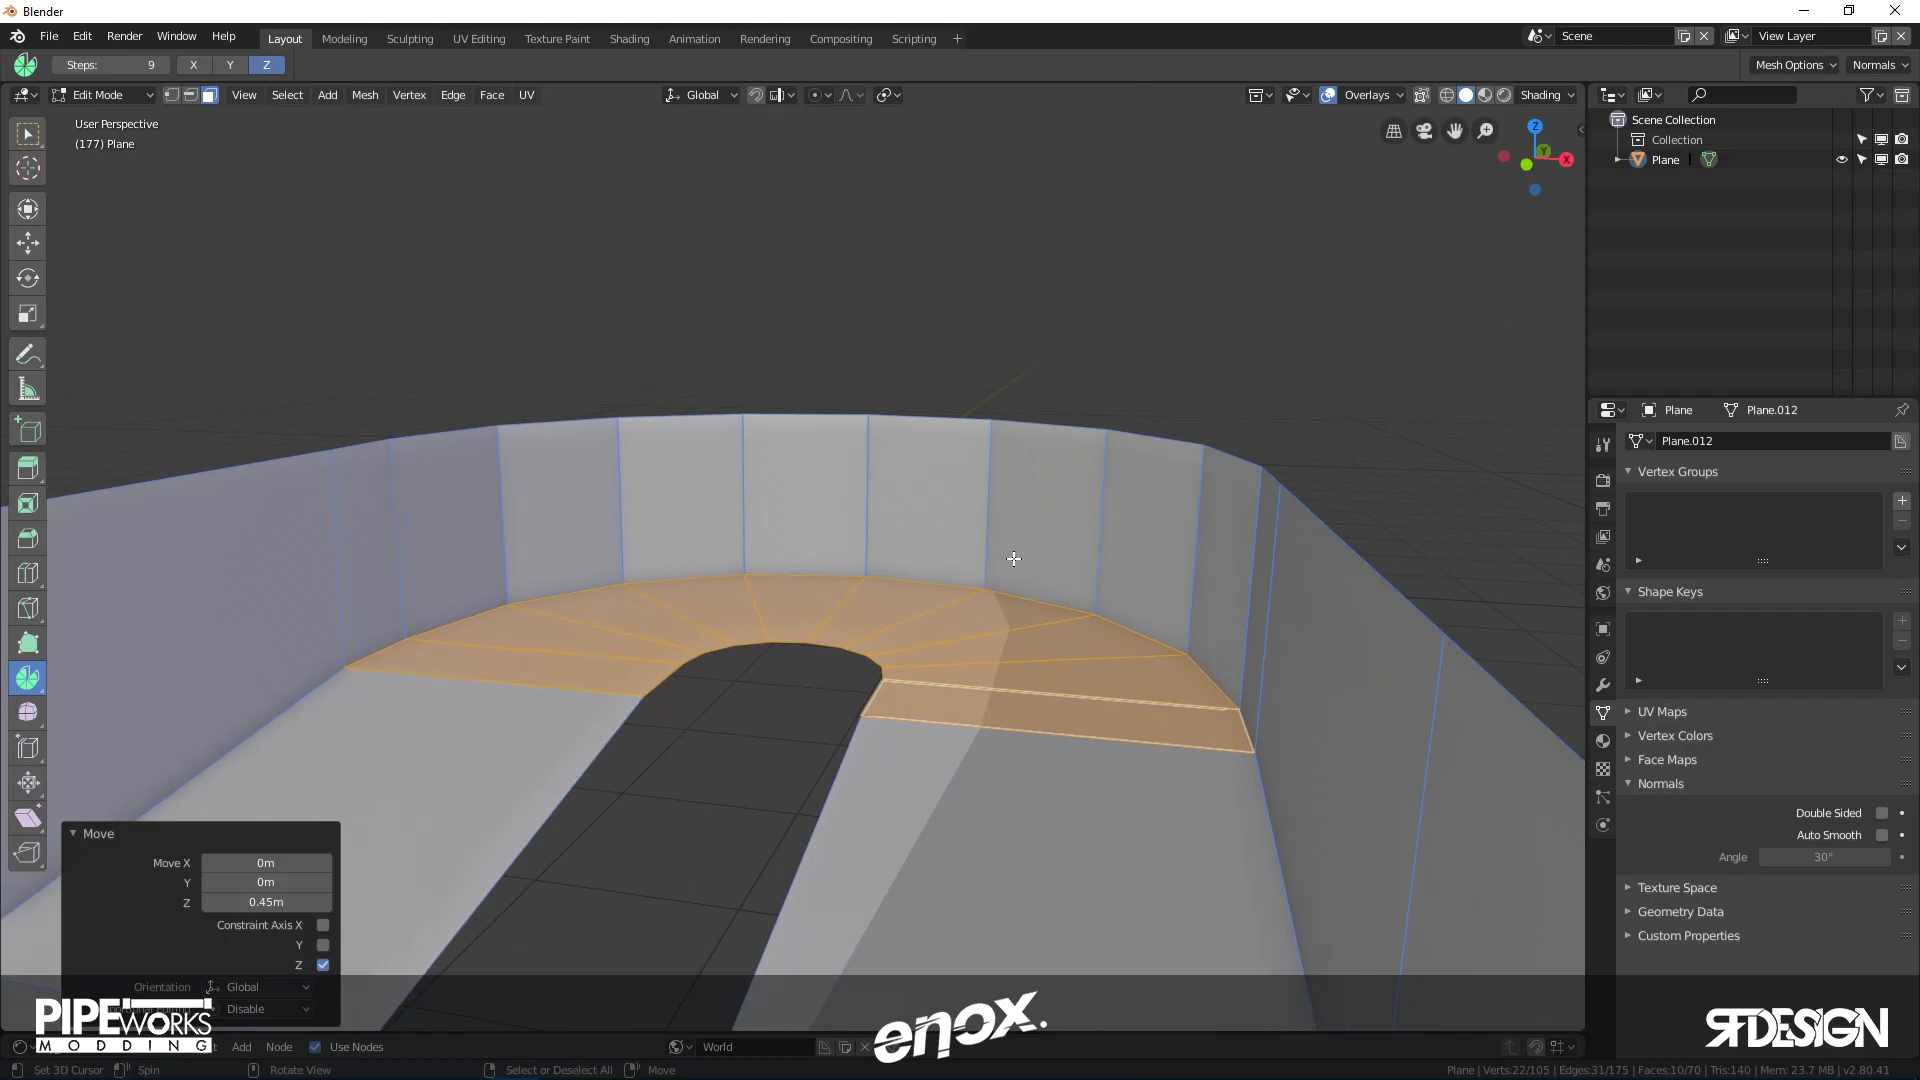 Blender
File Edit Render Window Help Layout Modeling Sculpting UV Editing Texture Paint Shading Animation Rendering Compositing Scripting + Scene View Layer
Steps: 9 X Y Z Mesh Options Normals
Edit Mode View Select Add Mesh Vertex Edge Face UV Global Overlays Shading
User Perspective
(177) Plane
Z
Y
X
Scene Collection
Collection
Plane
Plane Plane.012
Plane.012
Vertex Groups
Shape Keys
UV Maps
Vertex Colors
Face Maps
Normals
Double Sided
Auto Smooth
Angle 30°
Texture Space
Geometry Data
Custom Properties
Move
Move X 0m
Y 0m
Z 0.45m
Constraint Axis X
Y
Z
Orientation Global
Disable
PIPEWORKS
MODDING
enox.
RFDESIGN
Add Node Use Nodes World
Set 3D Cursor Spin Rotate View Select or Deselect All Move Plane | Verts:22/105 | Edges:31/175 | Faces:10/70 | Tris:140 | Mem: 23.7 MB | v2.80.41